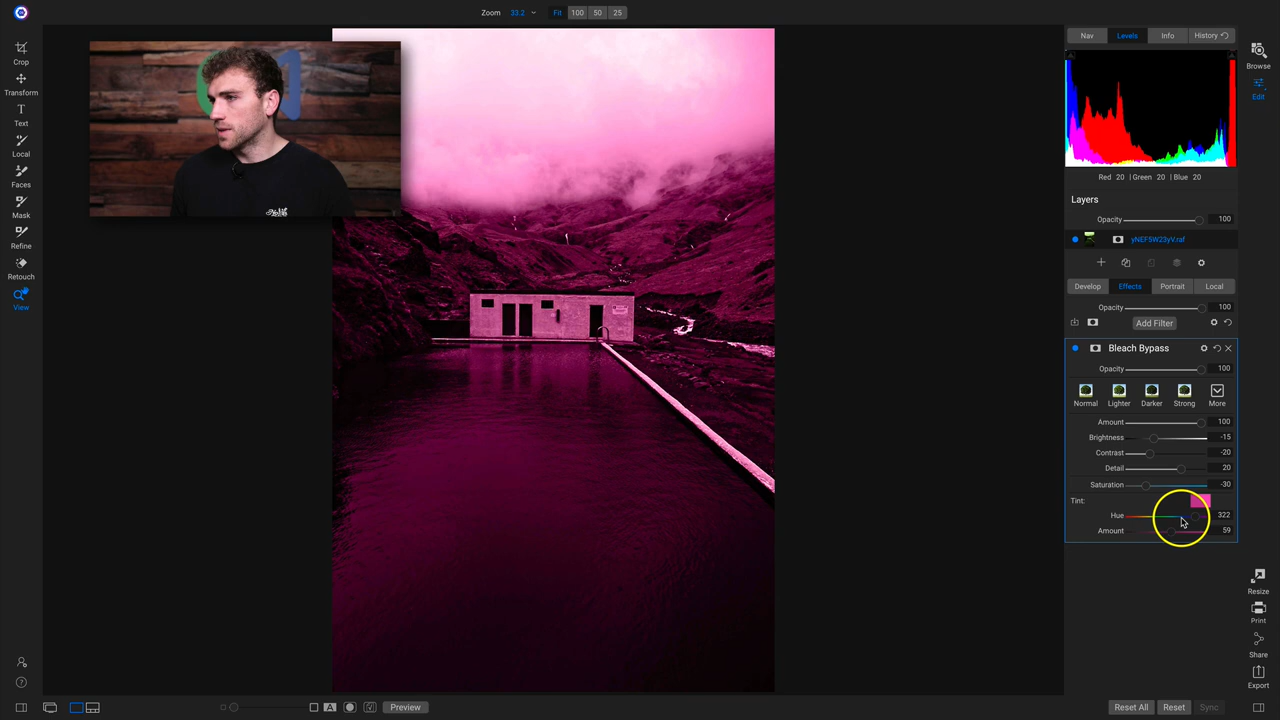 Zoom 33.2 Fit 100 50 25
Crop
Transform
Text
Local
Faces
Mask
Refine
Retouch
View
Nav Levels Info History
Red 20 | Green 20 | Blue 20
Layers
Opacity 100
yNEF5W23yV.raf
Develop Effects Portrait Local
Opacity 100
Add Filter
Bleach Bypass
Opacity 100
Normal Lighter Darker Strong More
Amount 100
Brightness -15
Contrast -20
Detail 20
Saturation -30
Tint:
Hue 322
Amount 59
Browse
Edit
Resize
Print
Share
Export
A Preview
Reset All Reset Sync